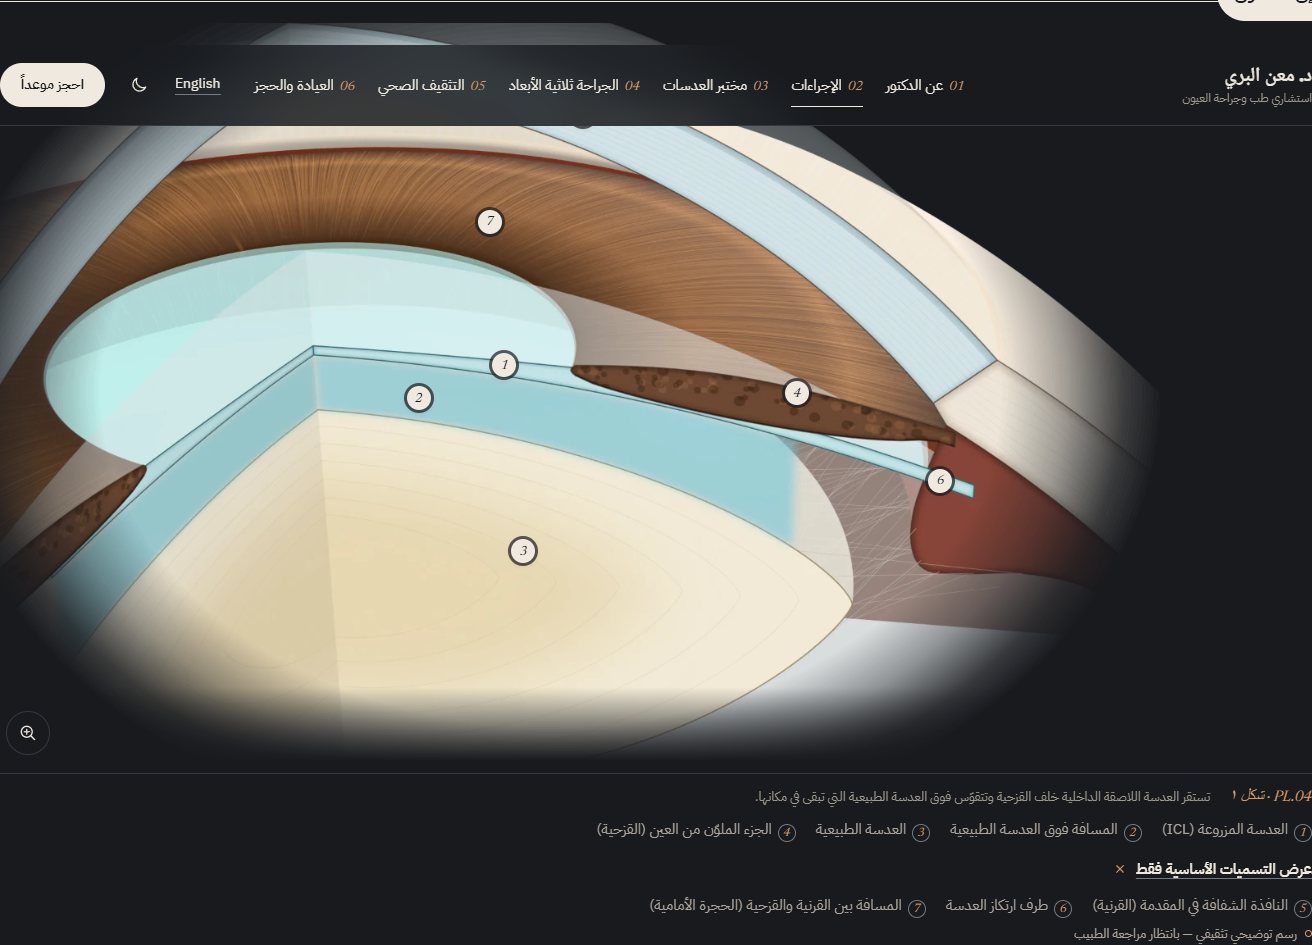 د. معن البري
استشاري طب وجراحة العيون
01 عن الدكتور 02 الإجراءات 03 مختبر العدسات 04 الجراحة ثلاثية الأبعاد 05 التثقيف الصحي 06 العيادة والحجز English احجز موعداً
7
1
2
4
6
3
PL.04 · شكل ١ تستقر العدسة اللاصقة الداخلية خلف القزحية وتتقوّس فوق العدسة الطبيعية التي تبقى في مكانها.
1 العدسة المزروعة (ICL) 2 المسافة فوق العدسة الطبيعية 3 العدسة الطبيعية 4 الجزء الملوّن من العين (القزحية)
عرض التسميات الأساسية فقط ×
5 النافذة الشفافة في المقدمة (القرنية) 6 طرف ارتكاز العدسة 7 المسافة بين القرنية والقزحية (الحجرة الأمامية)
رسم توضيحي تثقيفي — بانتظار مراجعة الطبيب